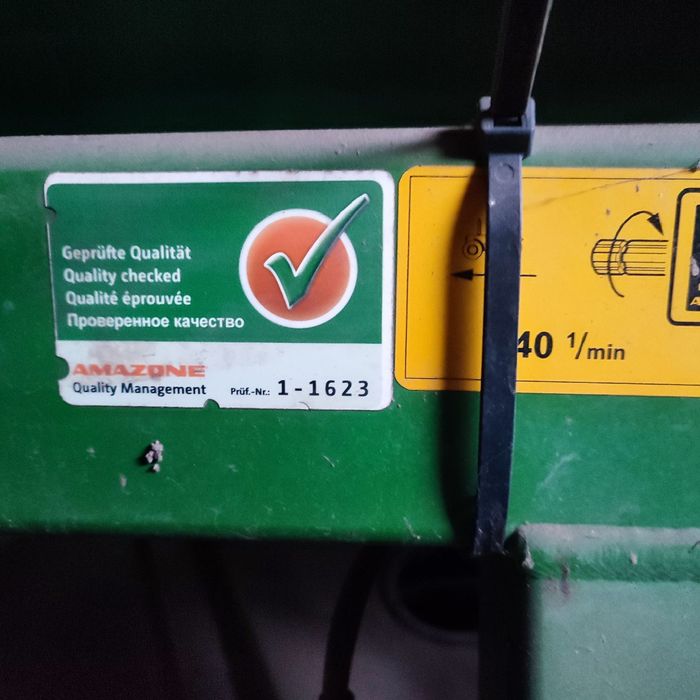 Geprüfte Qualität
Quality checked
Qualité éprouvée
Проверенное качество
AMAZONE
Quality Management Prüf.-Nr.: 1-1623
40 1/min